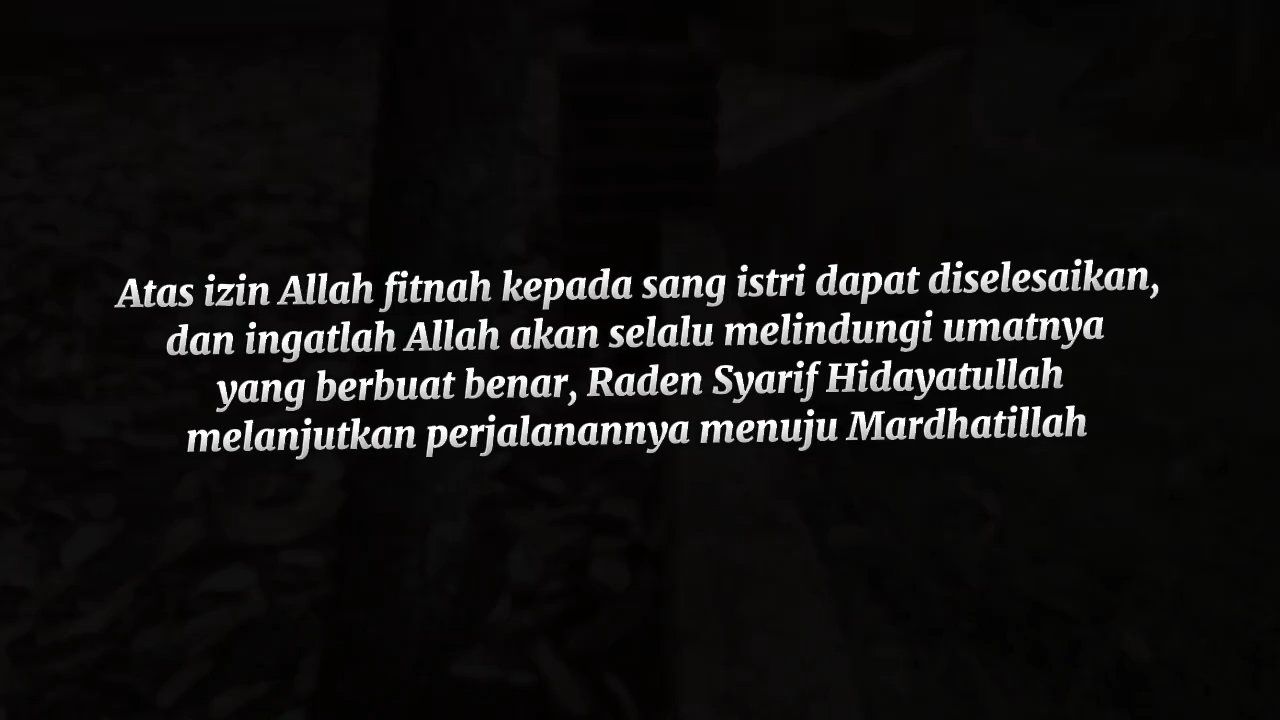 Atas izin Allah fitnah kepada sang istri dapat diselesaikan,
dan ingatlah Allah akan selalu melindungi umatnya
yang berbuat benar, Raden Syarif Hidayatullah
melanjutkan perjalanannya menuju Mardhatillah